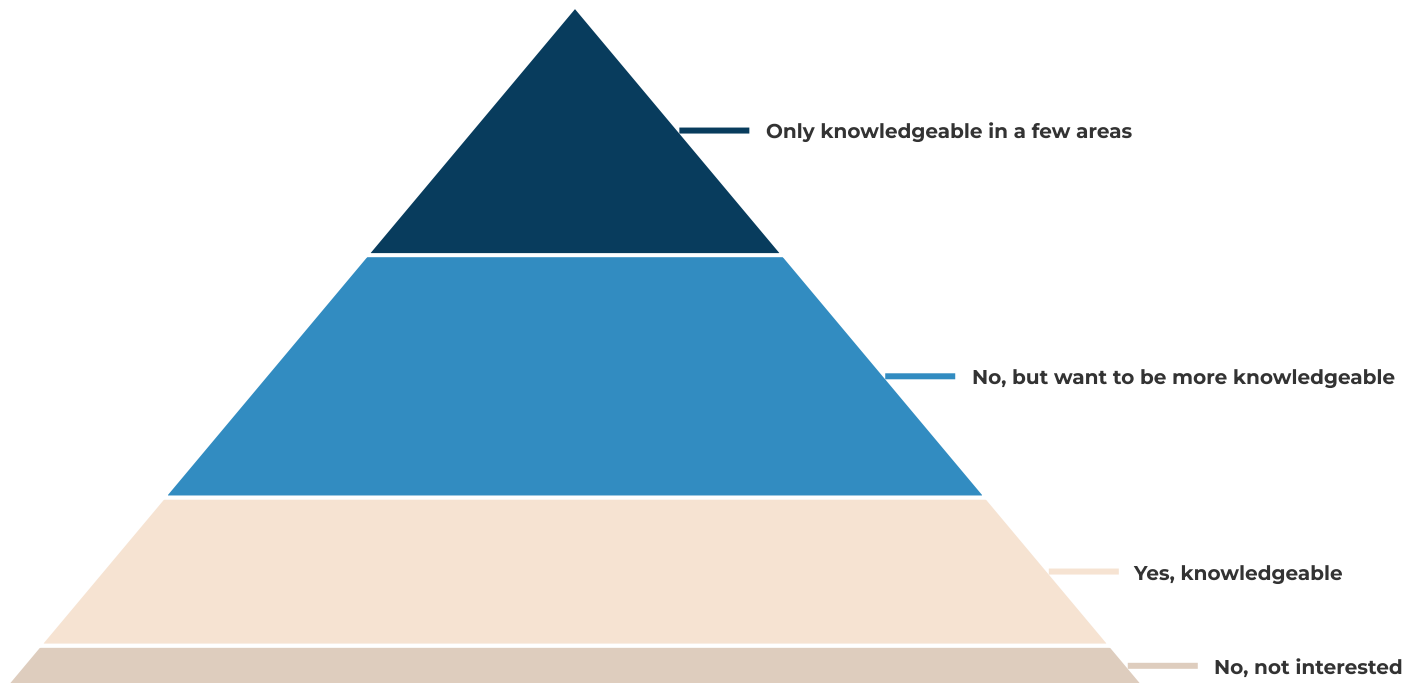 Only knowledgeable in a few areas
No, but want to be more knowledgeable
Yes, knowledgeable
No, not interested